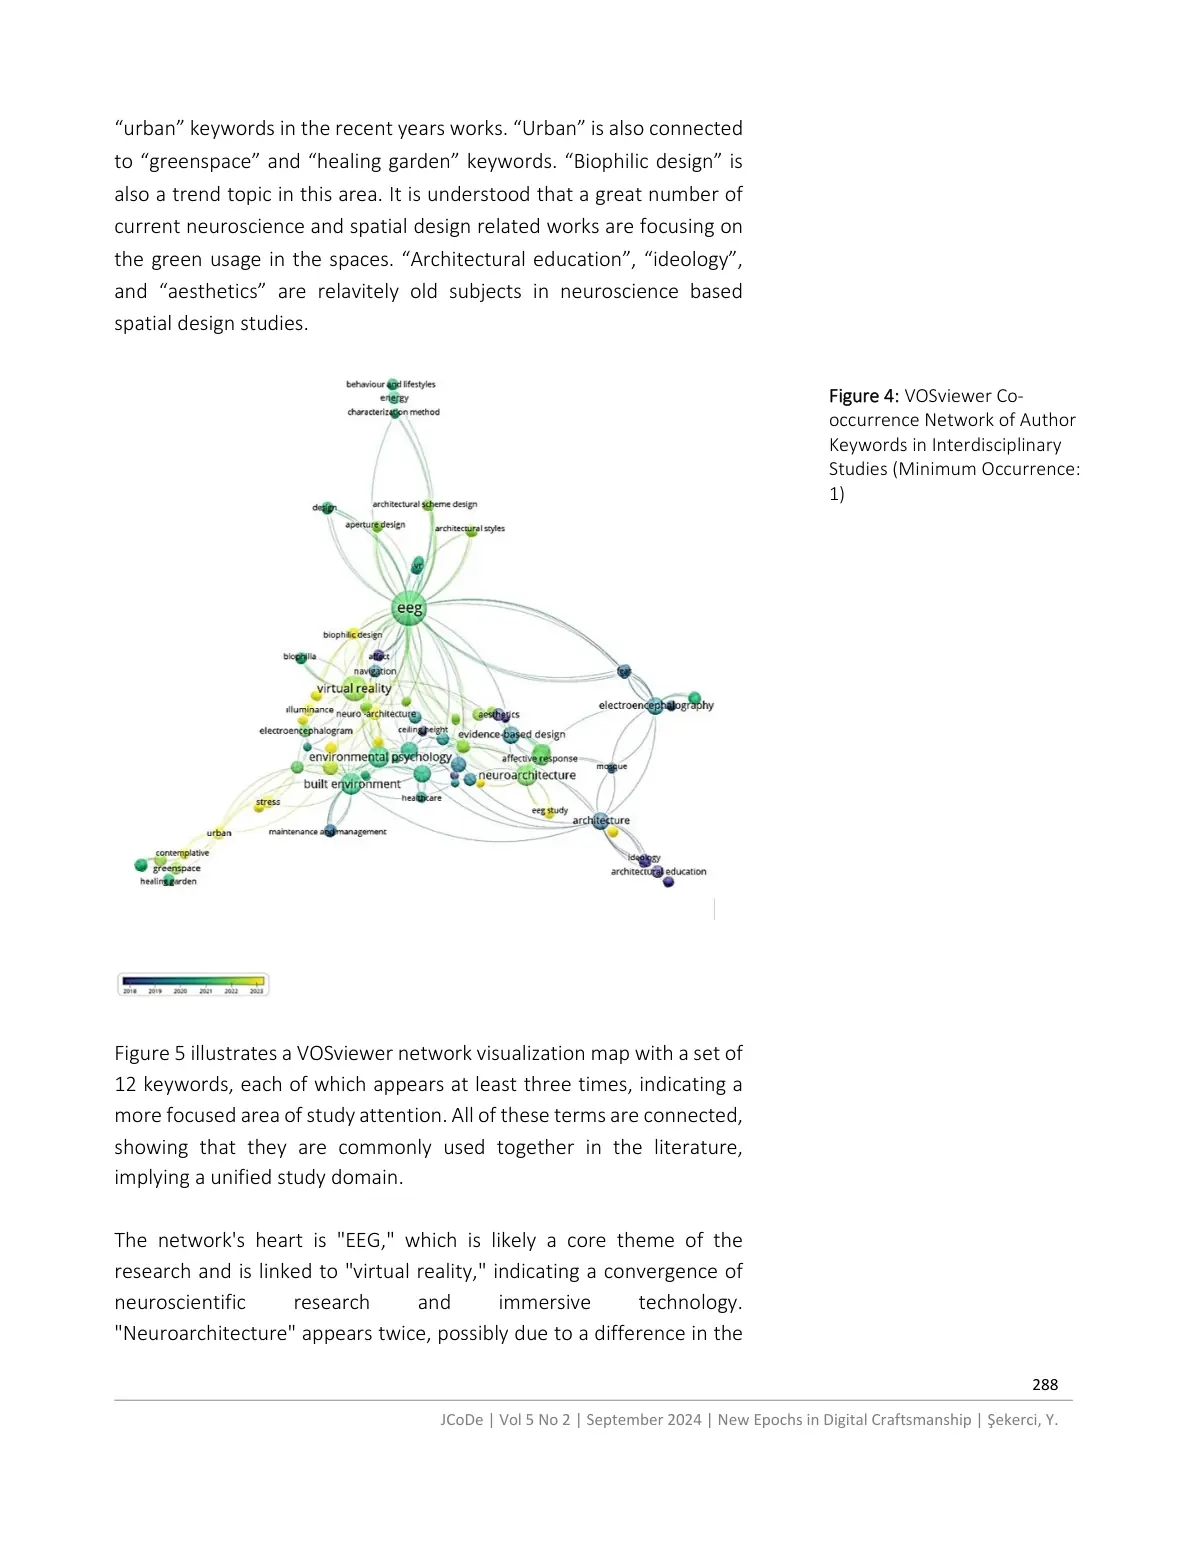 “urban” keywords in the recent years works. “Urban” is also connected
to “greenspace” and “healing garden” keywords. “Biophilic design” is
also a trend topic in this area. It is understood that a great number of
current neuroscience and spatial design related works are focusing on
the green usage in the spaces. “Architectural education”, “ideology”,
and “aesthetics” are relavitely old subjects in neuroscience based
spatial design studies.
behaviour and lifestyles
energy
characterization method
design
architectural scheme design
aperture design
architectural styles
vr
eeg
biophilic design
biophilia
affect
navigation
virtual reality
illuminance
neuro-architecture
aesthetics
electroencephalography
electroencephalogram
ceiling height
evidence-based design
environmental psychology
affective response
mosque
built environment
neuroarchitecture
healthcare
stress
eeg study
architecture
urban
maintenance and management
contemplative
greenspace
healing garden
ideology
architectural education
2018 2019 2020 2021 2022 2023
Figure 4: VOSviewer Co-
occurrence Network of Author
Keywords in Interdisciplinary
Studies (Minimum Occurrence:
1)
Figure 5 illustrates a VOSviewer network visualization map with a set of
12 keywords, each of which appears at least three times, indicating a
more focused area of study attention. All of these terms are connected,
showing that they are commonly used together in the literature,
implying a unified study domain.
The network's heart is "EEG," which is likely a core theme of the
research and is linked to "virtual reality," indicating a convergence of
neuroscientific research and immersive technology.
"Neuroarchitecture" appears twice, possibly due to a difference in the
288
JCoDe | Vol 5 No 2 | September 2024 | New Epochs in Digital Craftsmanship | Şekerci, Y.